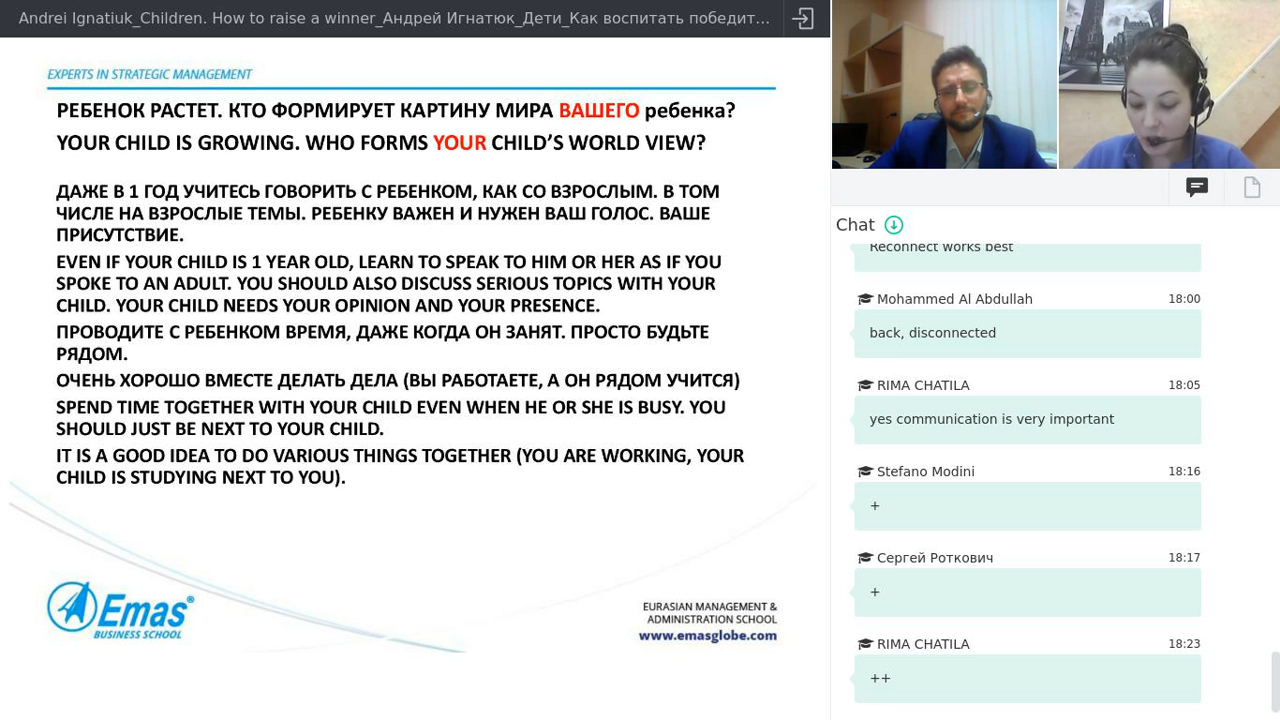 Andrei Ignatiuk_Children. How to raise a winner_Андрей Игнатюк_Дети_Как воспитать победит...
EXPERTS IN STRATEGIC MANAGEMENT
РЕБЕНОК РАСТЕТ. КТО ФОРМИРУЕТ КАРТИНУ МИРА ВАШЕГО ребенка?
YOUR CHILD IS GROWING. WHO FORMS YOUR CHILD’S WORLD VIEW?
ДАЖЕ В 1 ГОД УЧИТЕСЬ ГОВОРИТЬ С РЕБЕНКОМ, КАК СО ВЗРОСЛЫМ. В ТОМ
ЧИСЛЕ НА ВЗРОСЛЫЕ ТЕМЫ. РЕБЕНКУ ВАЖЕН И НУЖЕН ВАШ ГОЛОС. ВАШЕ
ПРИСУТСТВИЕ.
EVEN IF YOUR CHILD IS 1 YEAR OLD, LEARN TO SPEAK TO HIM OR HER AS IF YOU
SPOKE TO AN ADULT. YOU SHOULD ALSO DISCUSS SERIOUS TOPICS WITH YOUR
CHILD. YOUR CHILD NEEDS YOUR OPINION AND YOUR PRESENCE.
ПРОВОДИТЕ С РЕБЕНКОМ ВРЕМЯ, ДАЖЕ КОГДА ОН ЗАНЯТ. ПРОСТО БУДЬТЕ
РЯДОМ.
ОЧЕНЬ ХОРОШО ВМЕСТЕ ДЕЛАТЬ ДЕЛА (ВЫ РАБОТАЕТЕ, А ОН РЯДОМ УЧИТСЯ)
SPEND TIME TOGETHER WITH YOUR CHILD EVEN WHEN HE OR SHE IS BUSY. YOU
SHOULD JUST BE NEXT TO YOUR CHILD.
IT IS A GOOD IDEA TO DO VARIOUS THINGS TOGETHER (YOU ARE WORKING, YOUR
CHILD IS STUDYING NEXT TO YOU).
Emas®
BUSINESS SCHOOL
EURASIAN MANAGEMENT &
ADMINISTRATION SCHOOL
www.emasglobe.com
Chat
Reconnect works best
Mohammed Al Abdullah 18:00
back, disconnected
RIMA CHATILA 18:05
yes communication is very important
Stefano Modini 18:16
+
Сергей Роткович 18:17
+
RIMA CHATILA 18:23
++